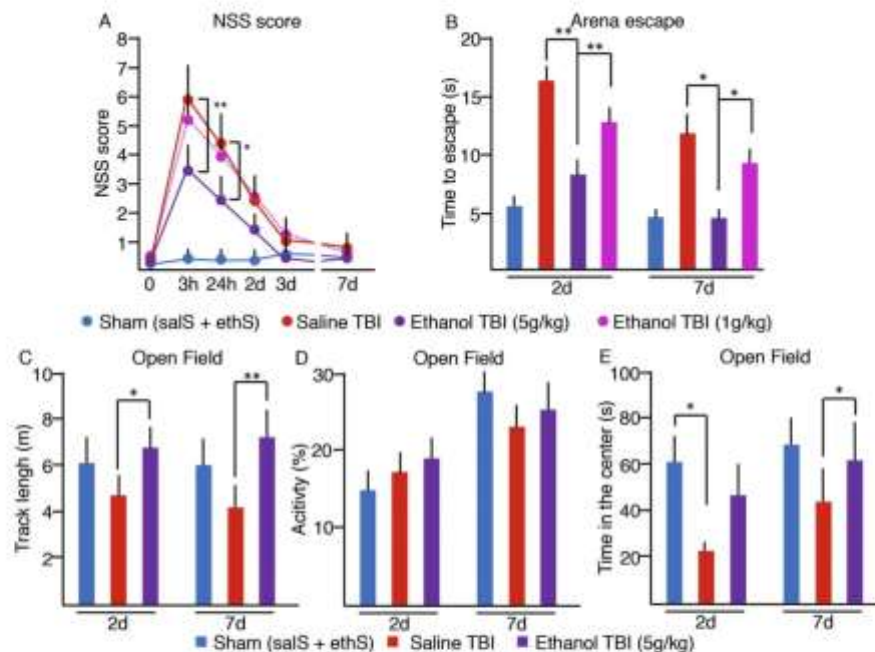 A NSS score
NSS score
8
7
6
5
4
3
2
1
0 3h 24h 2d 3d 7d
**
*
B Arena escape
Time to escape (s)
20
15
10
5
** **
* *
2d 7d
Sham (salS + ethS) Saline TBI Ethanol TBI (5g/kg) Ethanol TBI (1g/kg)
C Open Field
Track lengh (m)
10
8
6
4
2
* **
2d 7d
D Open Field
Acitivty (%)
30
20
10
E Open Field
Time in the center (s)
100
80
60
40
20
* *
2d 7d
Sham (salS + ethS) Saline TBI Ethanol TBI (5g/kg)